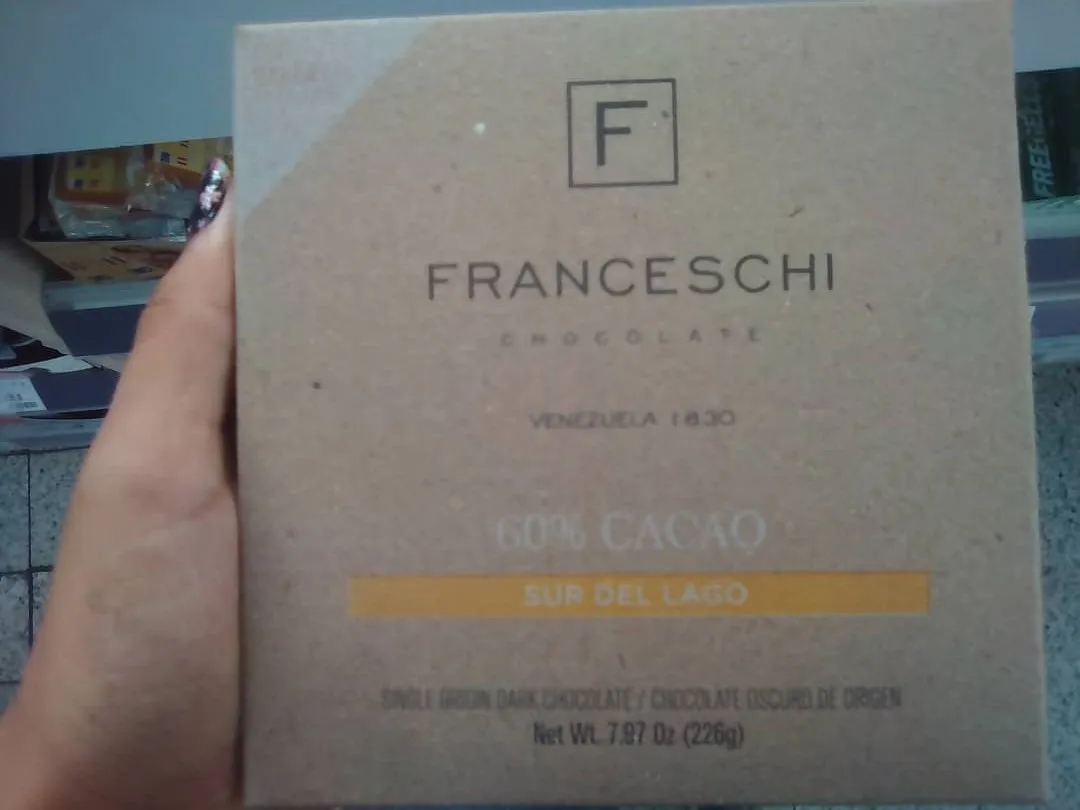 F
FRANCESCHI
CHOCOLATE
VENEZUELA 1830
60% CACAO
SUR DEL LAGO
SINGLE ORIGIN DARK CHOCOLATE / CHOCOLATE OSCURO DE ORIGEN
Net Wt. 7.97 Oz (226g)